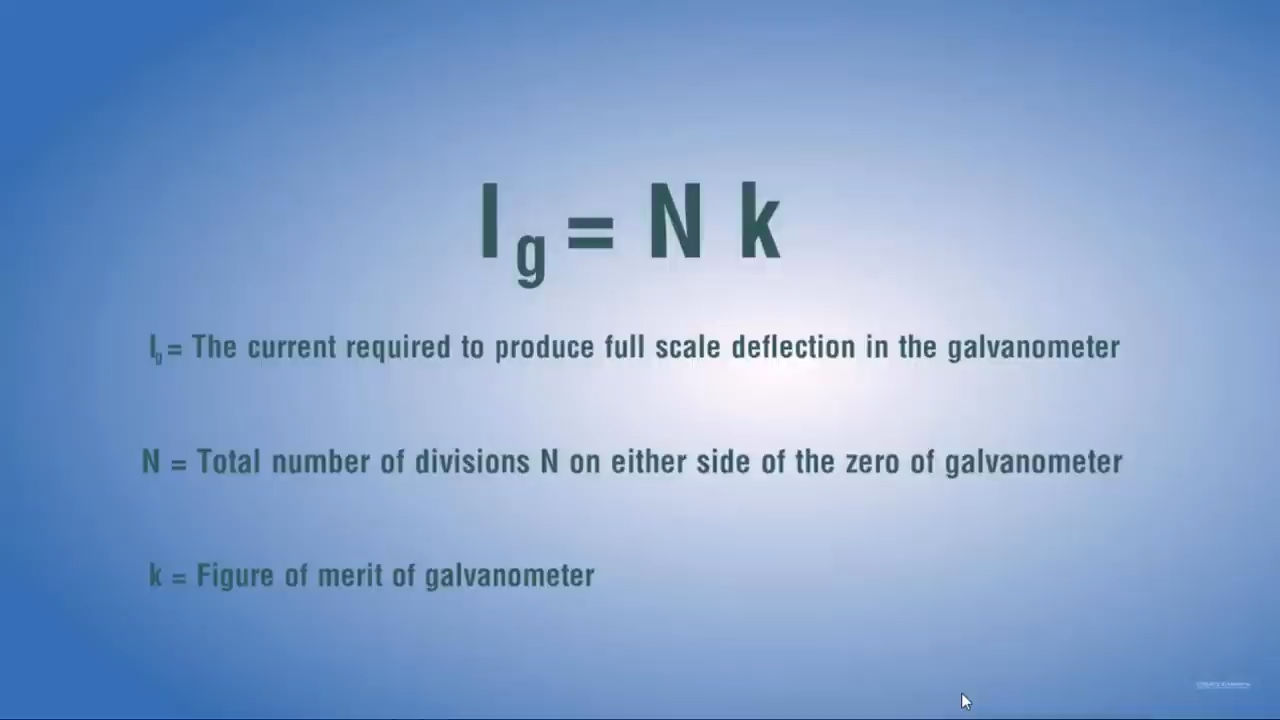 I g = N k
Ig = The current required to produce full scale deflection in the galvanometer
N = Total number of divisions N on either side of the zero of galvanometer
k = Figure of merit of galvanometer